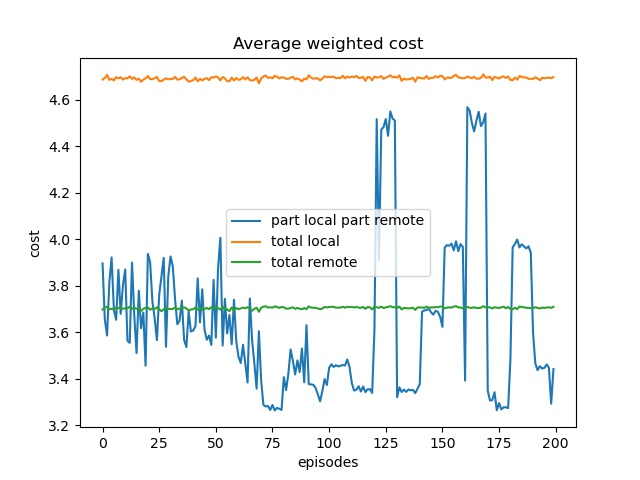 Average weighted cost
cost
4.6
4.4
4.2
4.0
3.8
3.6
3.4
3.2
part local part remote
total local
total remote
0 25 50 75 100 125 150 175 200
episodes